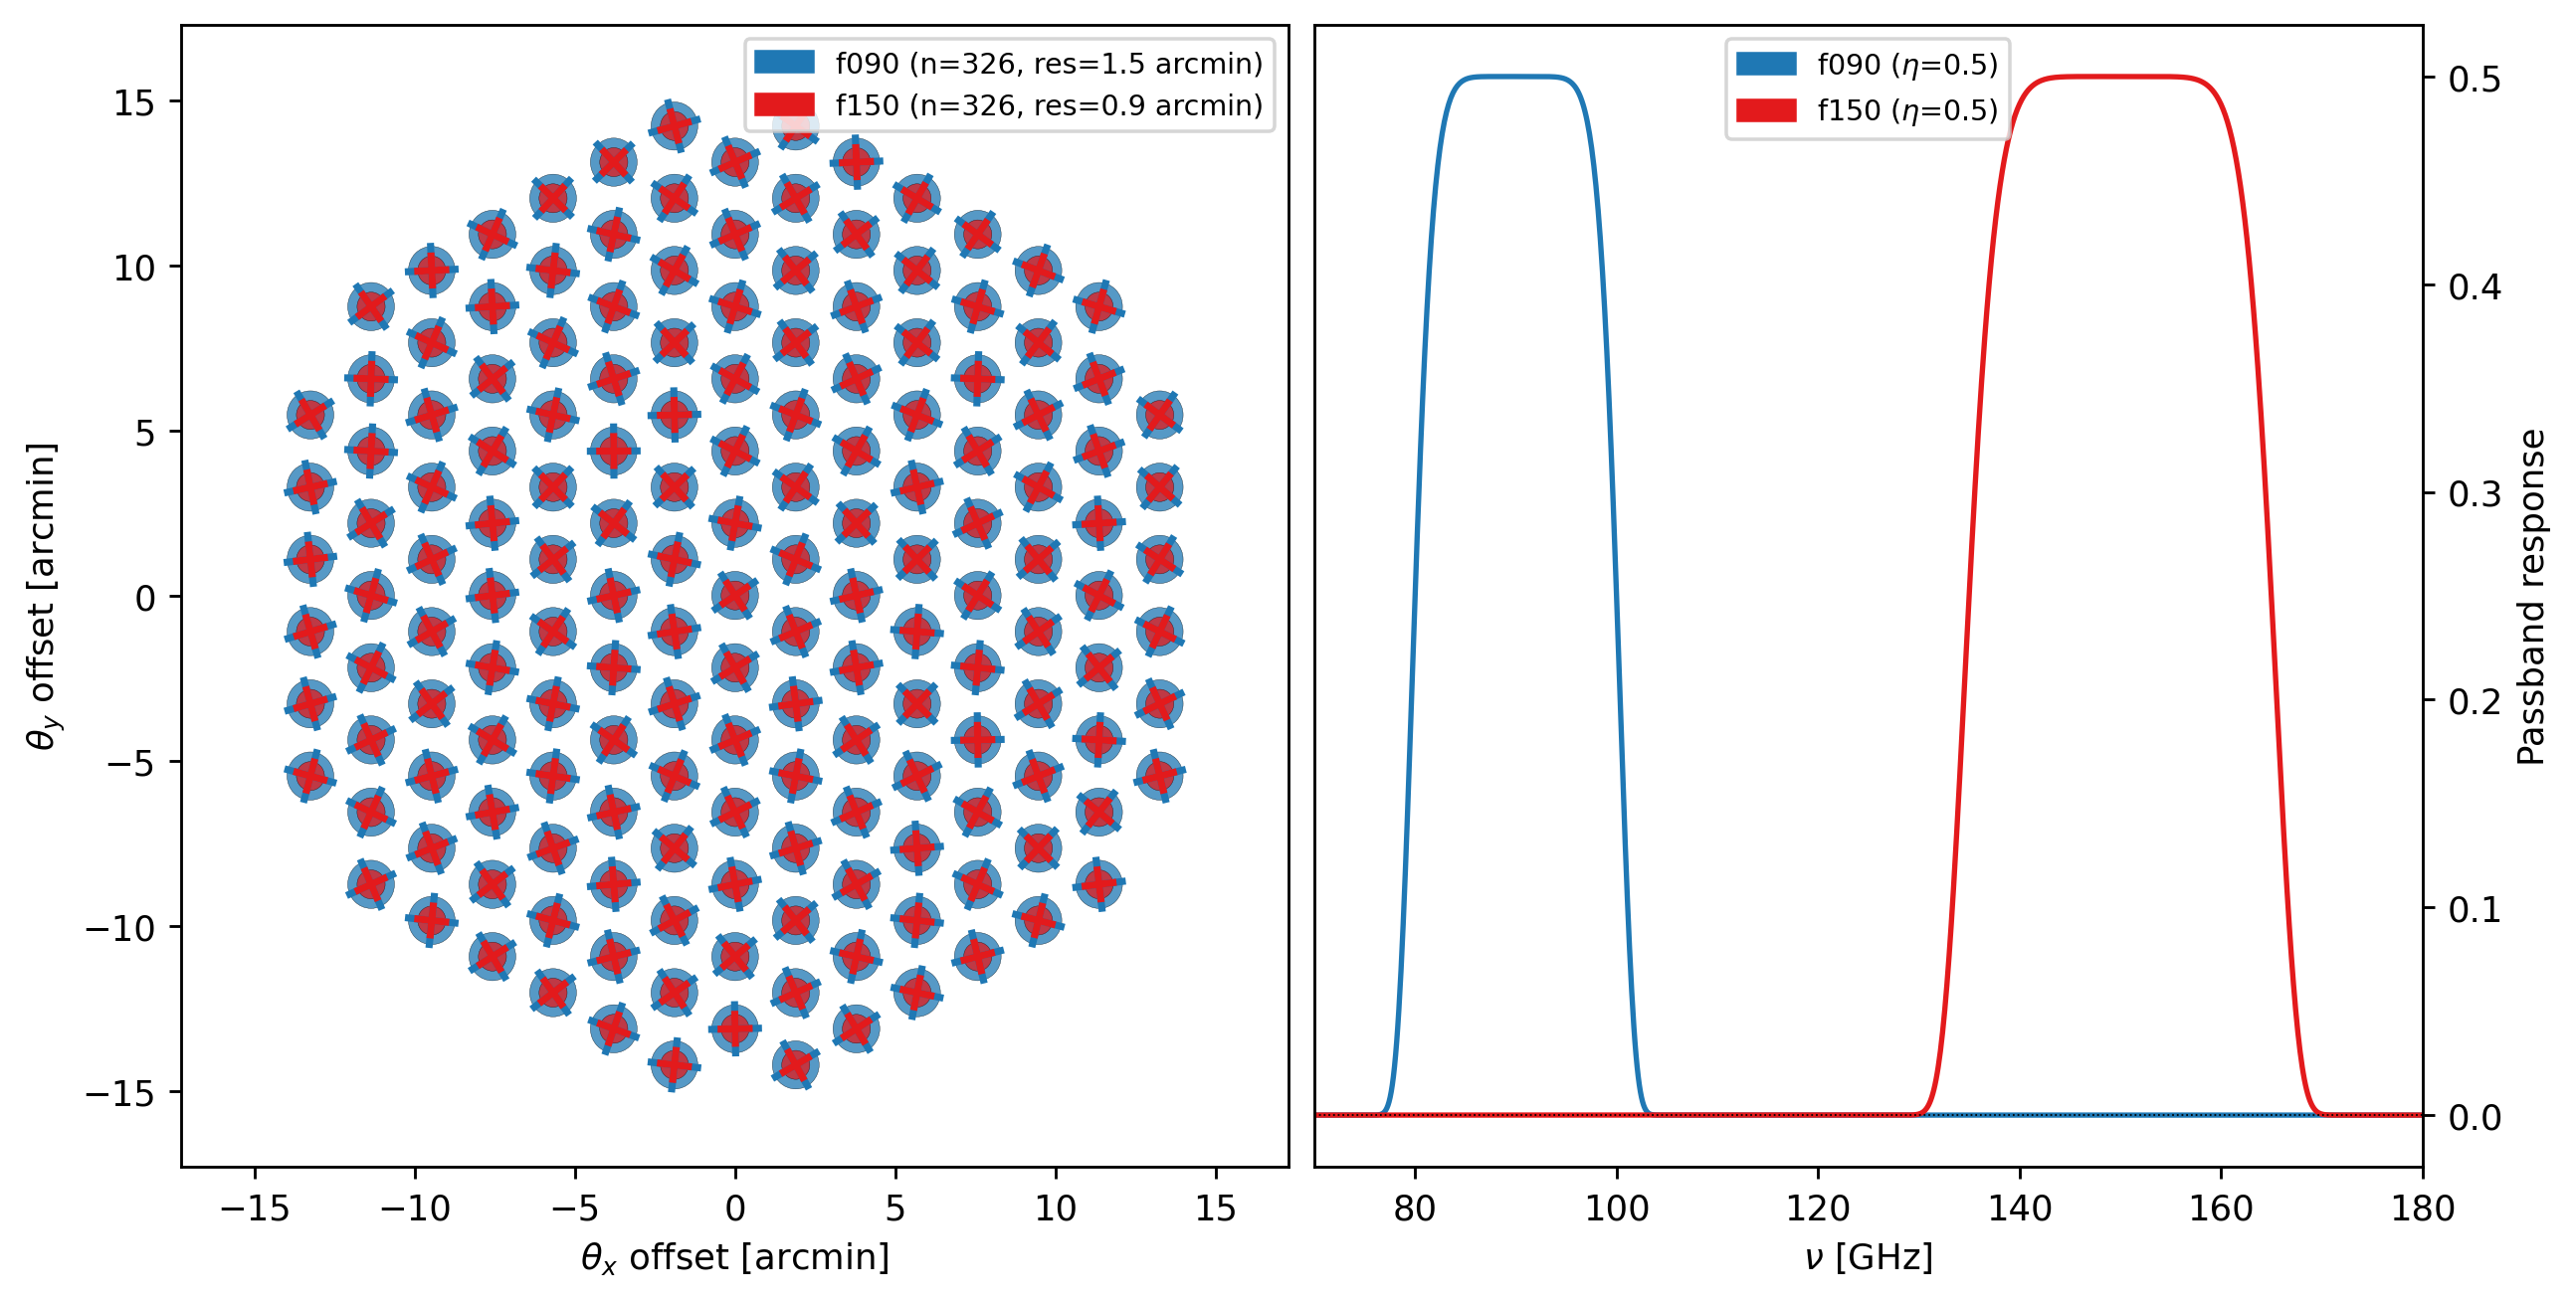 f090 (n=326, res=1.5 arcmin)
f150 (n=326, res=0.9 arcmin)
15
10
5
0
−5
−10
−15
θy offset [arcmin]
−15 −10 −5 0 5 10 15
θx offset [arcmin]
f090 (η=0.5)
f150 (η=0.5)
0.5
0.4
0.3
0.2
0.1
0.0
Passband response
80 100 120 140 160 180
ν [GHz]